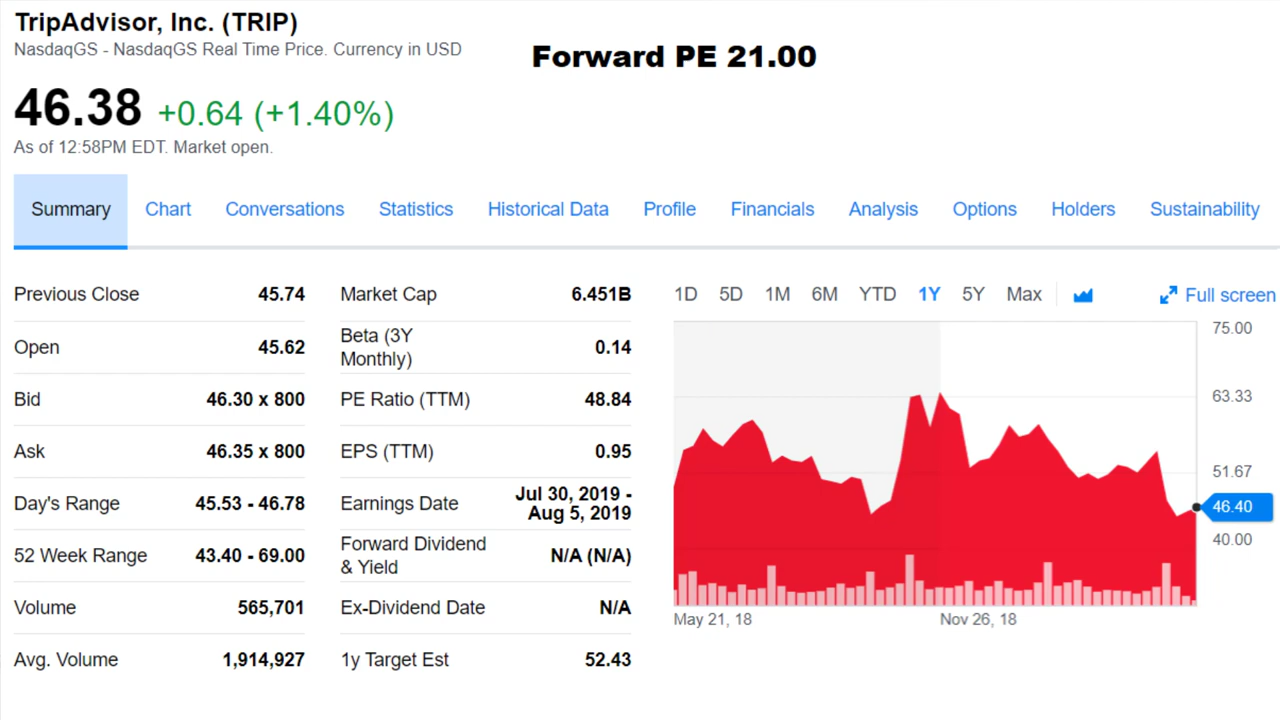 TripAdvisor, Inc. (TRIP)
NasdaqGS - NasdaqGS Real Time Price. Currency in USD
Forward PE 21.00
46.38 +0.64 (+1.40%)
As of 12:58PM EDT. Market open.
Summary Chart Conversations Statistics Historical Data Profile Financials Analysis Options Holders Sustainability
Previous Close 45.74
Open 45.62
Bid 46.30 x 800
Ask 46.35 x 800
Day's Range 45.53 - 46.78
52 Week Range 43.40 - 69.00
Volume 565,701
Avg. Volume 1,914,927
Market Cap 6.451B
Beta (3Y
Monthly) 0.14
PE Ratio (TTM) 48.84
EPS (TTM) 0.95
Earnings Date Jul 30, 2019 -
Aug 5, 2019
Forward Dividend
& Yield N/A (N/A)
Ex-Dividend Date N/A
1y Target Est 52.43
1D 5D 1M 6M YTD 1Y 5Y Max Full screen
75.00
63.33
51.67
46.40
40.00
May 21, 18 Nov 26, 18